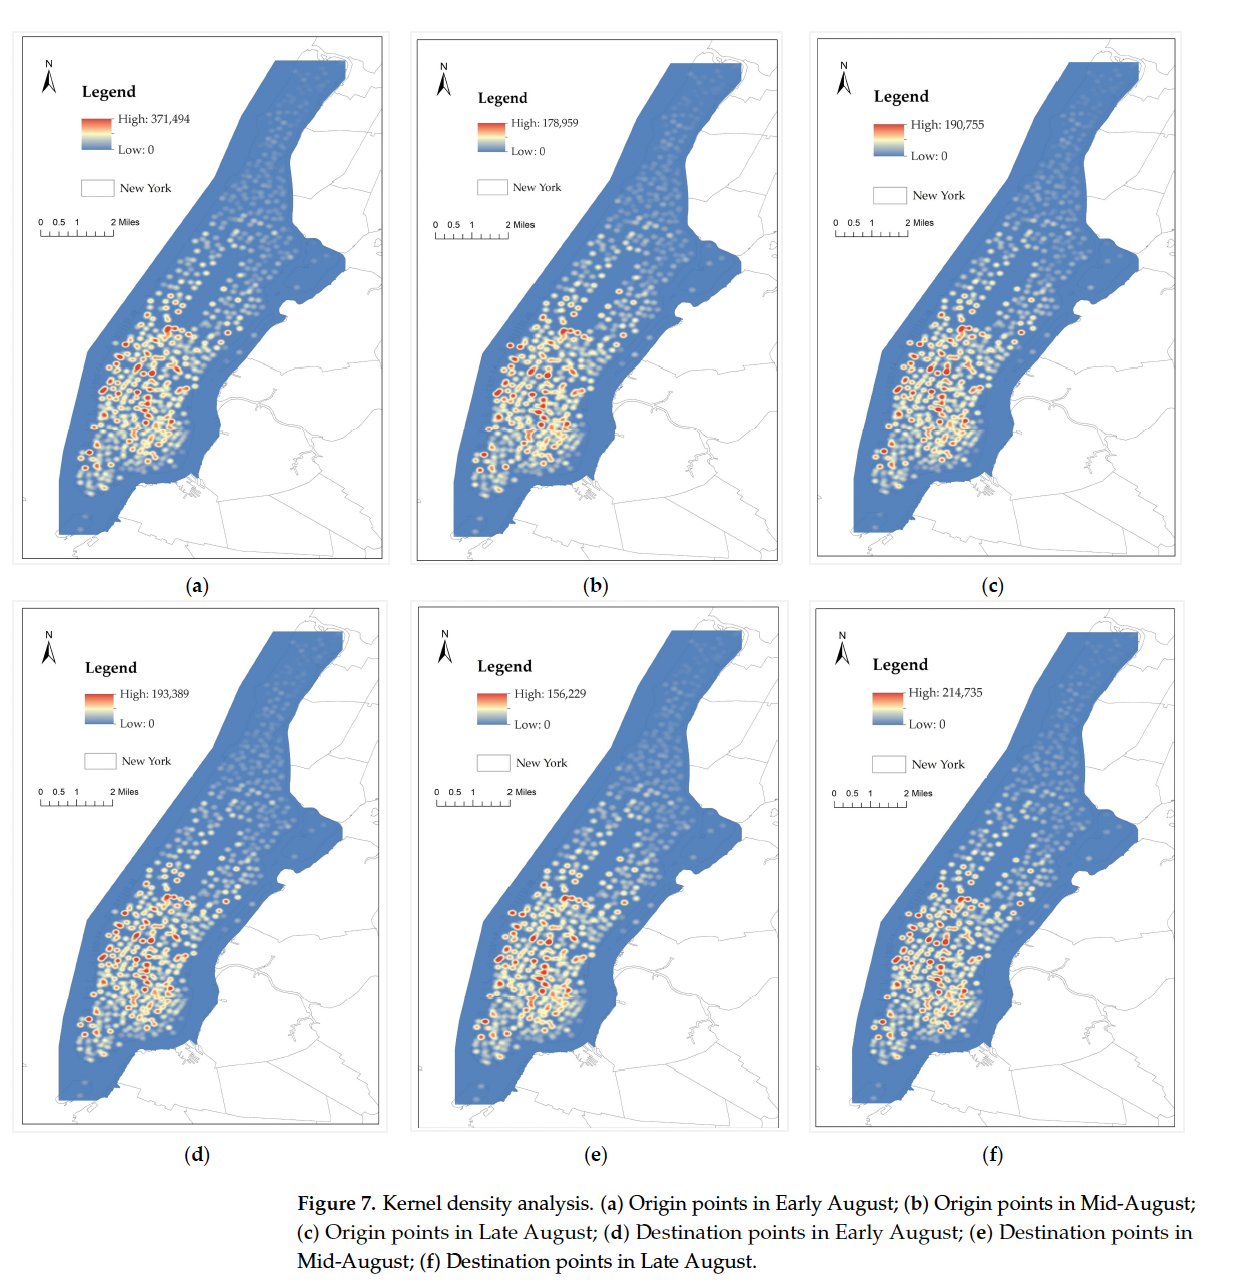 N
Legend
High: 371,494
Low: 0
New York
0 0.5 1 2 Miles
(a)
N
Legend
High: 178,959
Low: 0
New York
0 0.5 1 2 Miles
(b)
N
Legend
High: 190,755
Low: 0
New York
0 0.5 1 2 Miles
(c)
N
Legend
High: 193,389
Low: 0
New York
0 0.5 1 2 Miles
(d)
N
Legend
High: 156,229
Low: 0
New York
0 0.5 1 2 Miles
(e)
N
Legend
High: 214,735
Low: 0
New York
0 0.5 1 2 Miles
(f)
Figure 7. Kernel density analysis. (a) Origin points in Early August; (b) Origin points in Mid-August;
(c) Origin points in Late August; (d) Destination points in Early August; (e) Destination points in
Mid-August; (f) Destination points in Late August.